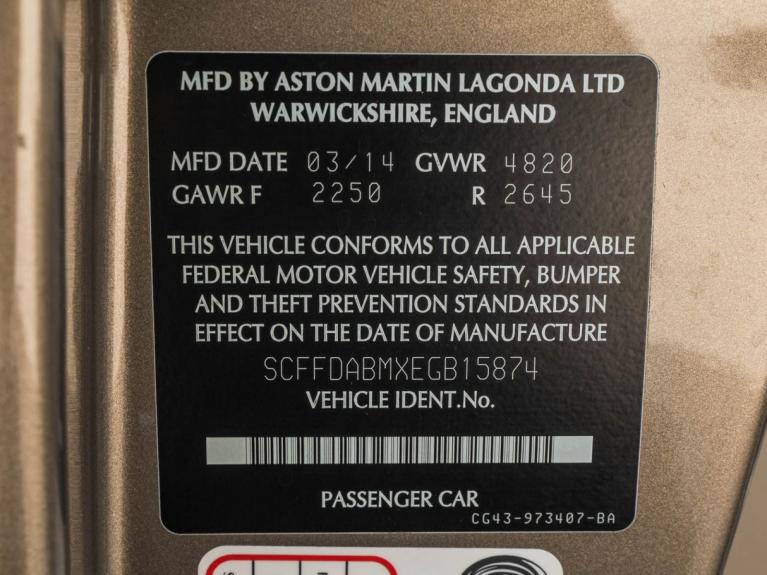 MFD BY ASTON MARTIN LAGONDA LTD
WARWICKSHIRE, ENGLAND
MFD DATE 03/14 GVWR 4820
GAWR F 2250 R 2645
THIS VEHICLE CONFORMS TO ALL APPLICABLE
FEDERAL MOTOR VEHICLE SAFETY, BUMPER
AND THEFT PREVENTION STANDARDS IN
EFFECT ON THE DATE OF MANUFACTURE
SCFFDABMXEGB15874
VEHICLE IDENT.No.
PASSENGER CAR
CG43-973407-BA